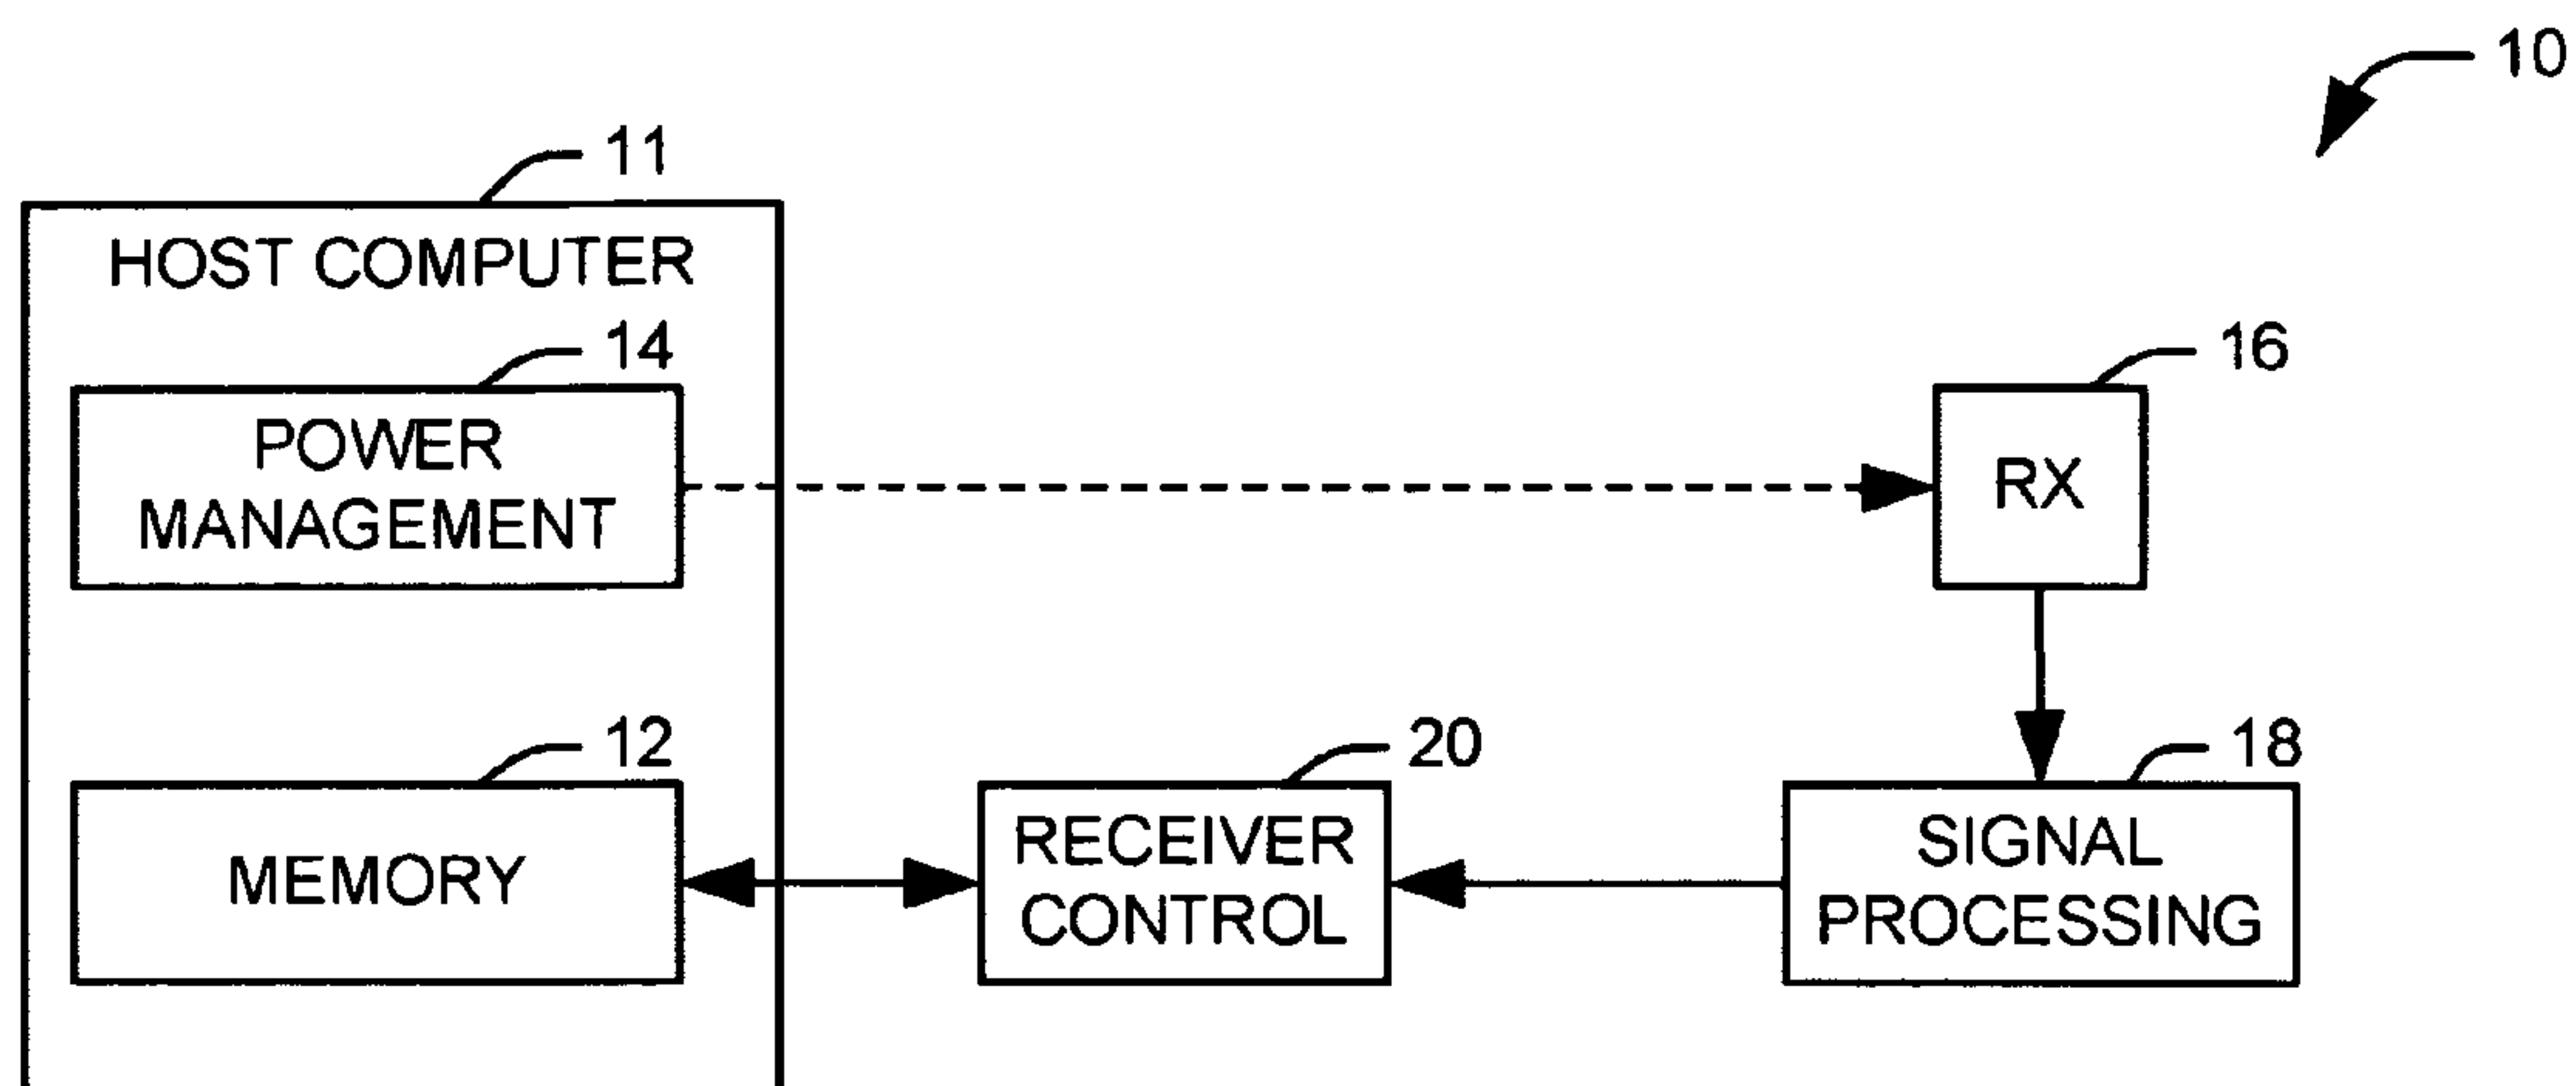 10
11
HOST COMPUTER
14
POWER
MANAGEMENT
16
RX
12
MEMORY
20
RECEIVER
CONTROL
18
SIGNAL
PROCESSING